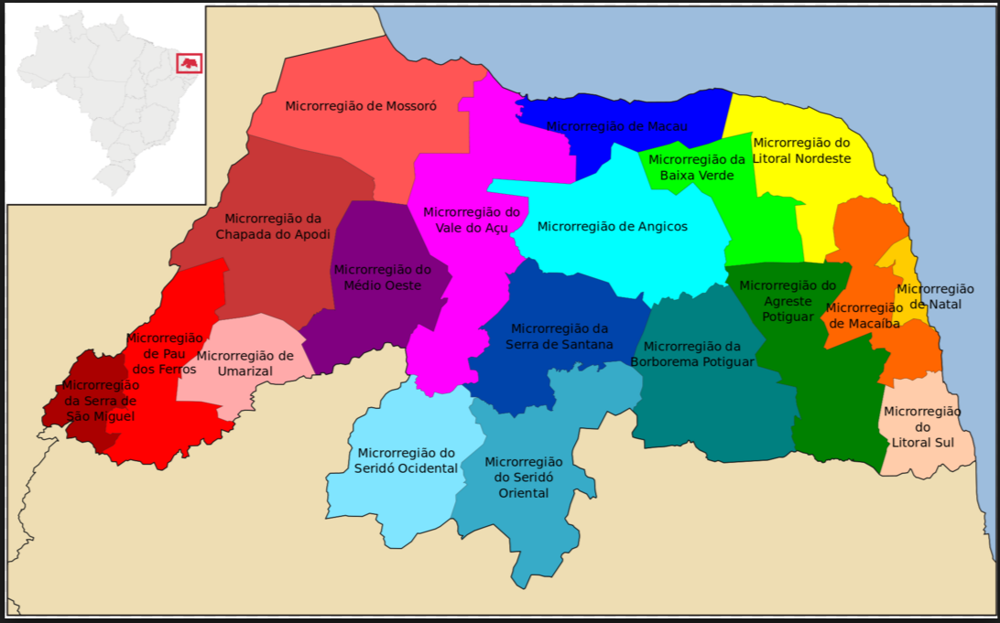 Microrregião de Mossoró
Microrregião de Macau
Microrregião do
Litoral Nordeste
Microrregião da
Baixa Verde
Microrregião da
Chapada do Apodi
Microrregião do
Vale do Açu
Microrregião de Angicos
Microrregião do
Médio Oeste
Microrregião do
Agreste
Potiguar
Microrregião
de Natal
Microrregião
de Macaíba
Microrregião
de Pau
dos Ferros
Microrregião de
Umarizal
Microrregião da
Serra de Santana
Microrregião da
Borborema Potiguar
Microrregião
da Serra de
São Miguel
Microrregião
do
Litoral Sul
Microrregião do
Seridó Ocidental
Microrregião
do Seridó
Oriental